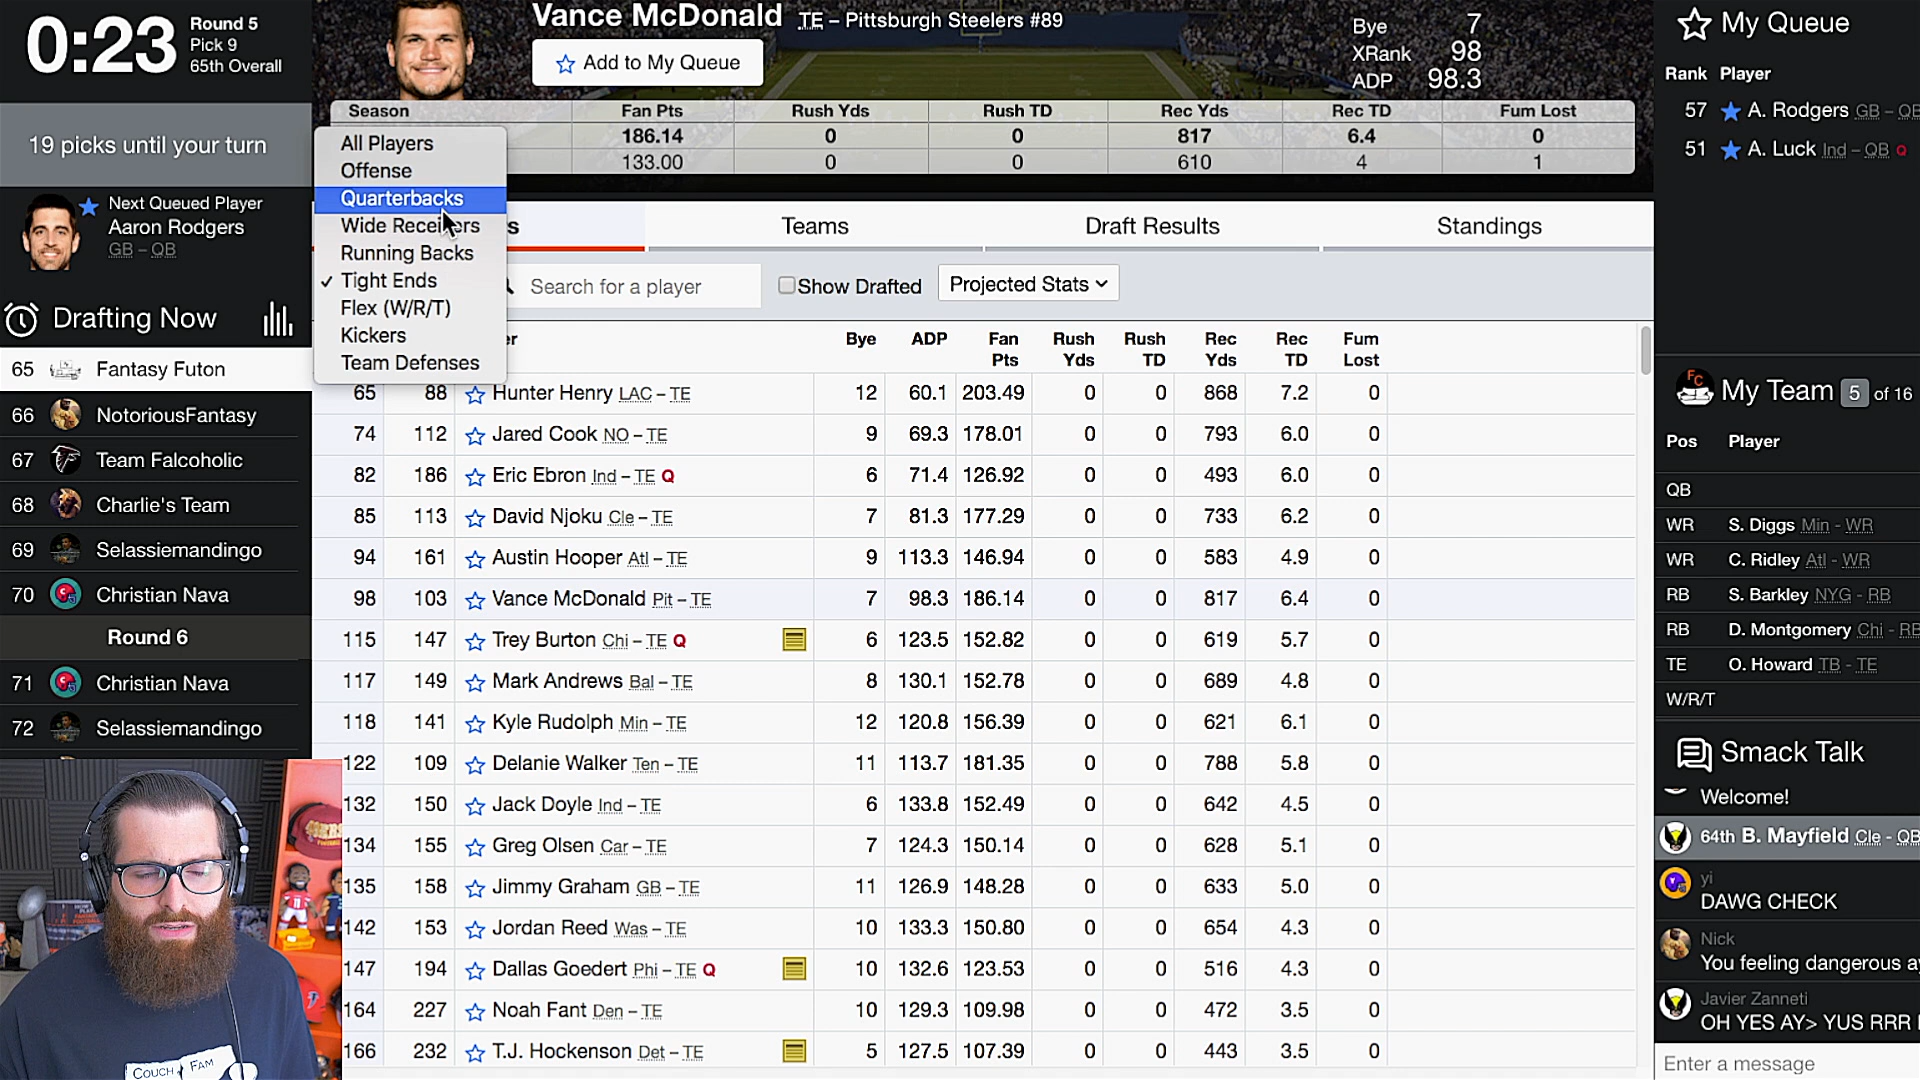 0:23
Round 5
Pick 9
65th Overall
19 picks until your turn
Next Queued Player
Aaron Rodgers
GB – QB
Drafting Now
65 Fantasy Futon
66 NotoriousFantasy
67 Team Falcoholic
68 Charlie's Team
69 Selassiemandingo
70 Christian Nava
Round 6
71 Christian Nava
72 Selassiemandingo
Vance McDonald TE – Pittsburgh Steelers #89
Add to My Queue
Bye 7
XRank 98
ADP 98.3
Season Fan Pts Rush Yds Rush TD Rec Yds Rec TD Fum Lost
186.14 0 0 817 6.4 0
133.00 0 0 610 4 1
All Players
Offense
Quarterbacks
Wide Receivers
Running Backs
✓ Tight Ends
Flex (W/R/T)
Kickers
Team Defenses
s Teams Draft Results Standings
Search for a player Show Drafted Projected Stats
er Bye ADP Fan Pts Rush Yds Rush TD Rec Yds Rec TD Fum Lost
65 88 Hunter Henry LAC – TE 12 60.1 203.49 0 0 868 7.2 0
74 112 Jared Cook NO – TE 9 69.3 178.01 0 0 793 6.0 0
82 186 Eric Ebron Ind – TE Q 6 71.4 126.92 0 0 493 6.0 0
85 113 David Njoku Cle – TE 7 81.3 177.29 0 0 733 6.2 0
94 161 Austin Hooper Atl – TE 9 113.3 146.94 0 0 583 4.9 0
98 103 Vance McDonald Pit – TE 7 98.3 186.14 0 0 817 6.4 0
115 147 Trey Burton Chi – TE Q 6 123.5 152.82 0 0 619 5.7 0
117 149 Mark Andrews Bal – TE 8 130.1 152.78 0 0 689 4.8 0
118 141 Kyle Rudolph Min – TE 12 120.8 156.39 0 0 621 6.1 0
122 109 Delanie Walker Ten – TE 11 113.7 181.35 0 0 788 5.8 0
132 150 Jack Doyle Ind – TE 6 133.8 152.49 0 0 642 4.5 0
134 155 Greg Olsen Car – TE 7 124.3 150.14 0 0 628 5.1 0
135 158 Jimmy Graham GB – TE 11 126.9 148.28 0 0 633 5.0 0
142 153 Jordan Reed Was – TE 10 133.3 150.80 0 0 654 4.3 0
147 194 Dallas Goedert Phi – TE Q 10 132.6 123.53 0 0 516 4.3 0
164 227 Noah Fant Den – TE 10 129.3 109.98 0 0 472 3.5 0
166 232 T.J. Hockenson Det – TE 5 127.5 107.39 0 0 443 3.5 0
My Queue
Rank Player
57 A. Rodgers GB – QB
51 A. Luck Ind – QB Q
FC
My Team 5 of 16
Pos Player
QB
WR S. Diggs Min - WR
WR C. Ridley Atl - WR
RB S. Barkley NYG - RB
RB D. Montgomery Chi - RB
TE O. Howard TB - TE
W/R/T
Smack Talk
Welcome!
64th B. Mayfield Cle - QB
yi
DAWG CHECK
Nick
You feeling dangerous ay
Javier Zanneti
OH YES AY> YUS RRR
Enter a message
COUCH FAM